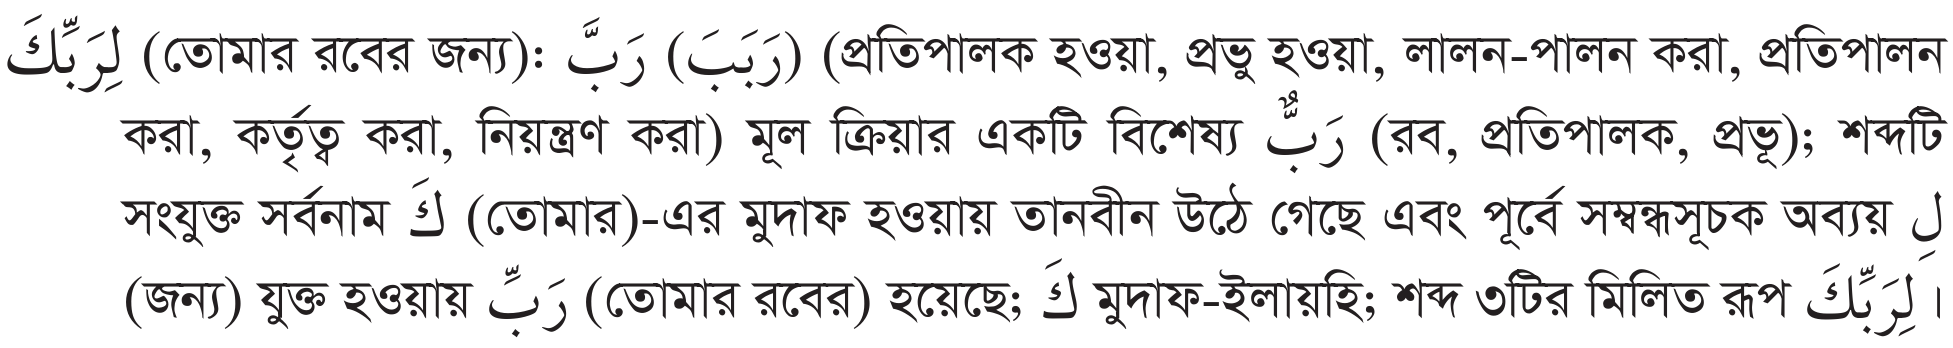 لِرَبِّكَ (তোমার রবের জন্য): رَبَّ (رَبَبَ) (প্রতিপালক হওয়া, প্রভু হওয়া, লালন-পালন করা, প্রতিপালন
করা, কর্তৃত্ব করা, নিয়ন্ত্রণ করা) মূল ক্রিয়ার একটি বিশেষ্য رَبٌّ (রব, প্রতিপালক, প্রভূ); শব্দটি
সংযুক্ত সর্বনাম كَ (তোমার)-এর মুদাফ হওয়ায় তানবীন উঠে গেছে এবং পূর্বে সম্বন্ধসূচক অব্যয় لِ
(জন্য) যুক্ত হওয়ায় رَبِّ (তোমার রবের) হয়েছে; كَ মুদাফ-ইলায়হি; শব্দ ৩টির মিলিত রূপ لِرَبِّكَ।